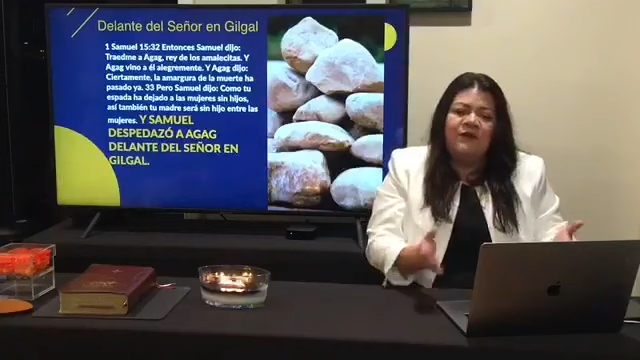 Delante del Señor en Gilgal
1 Samuel 15:32 Entonces Samuel dijo:
Traedme a Agag, rey de los amalecitas. Y
Agag vino a él alegremente. Y Agag dijo:
Ciertamente, la amargura de la muerte ha
pasado ya. 33 Pero Samuel dijo: Como tu
espada ha dejado a las mujeres sin hijos,
así también tu madre será sin hijo entre las
mujeres. Y SAMUEL
DESPEDAZÓ A AGAG
DELANTE DEL SEÑOR EN
GILGAL.